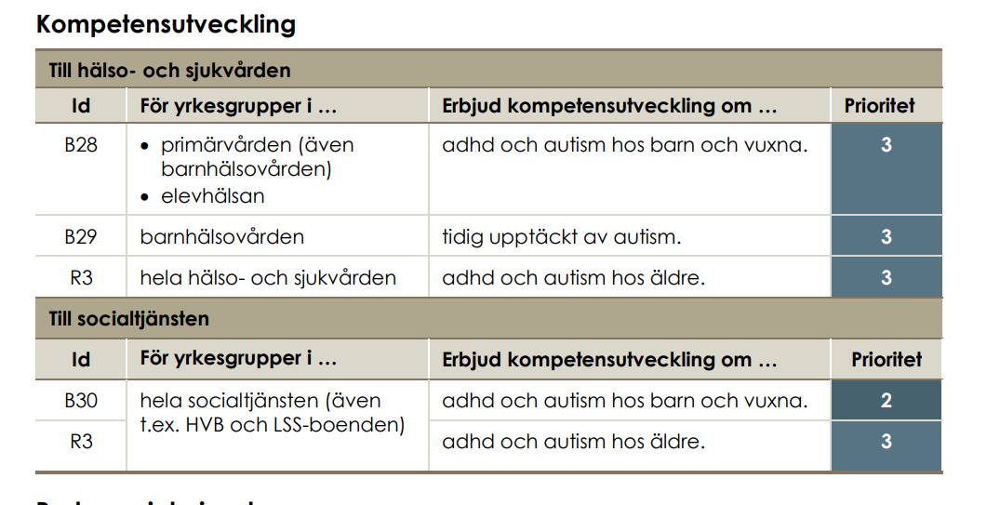 Kompetensutveckling
Till hälso- och sjukvården
Id För yrkesgrupper i … Erbjud kompetensutveckling om … Prioritet
B28 • primärvården (även adhd och autism hos barn och vuxna. 3
barnhälsovården)
• elevhälsan
B29 barnhälsovården tidig upptäckt av autism. 3
R3 hela hälso- och sjukvården adhd och autism hos äldre. 3
Till socialtjänsten
Id För yrkesgrupper i … Erbjud kompetensutveckling om … Prioritet
B30 hela socialtjänsten (även adhd och autism hos barn och vuxna. 2
t.ex. HVB och LSS-boenden)
R3 adhd och autism hos äldre. 3